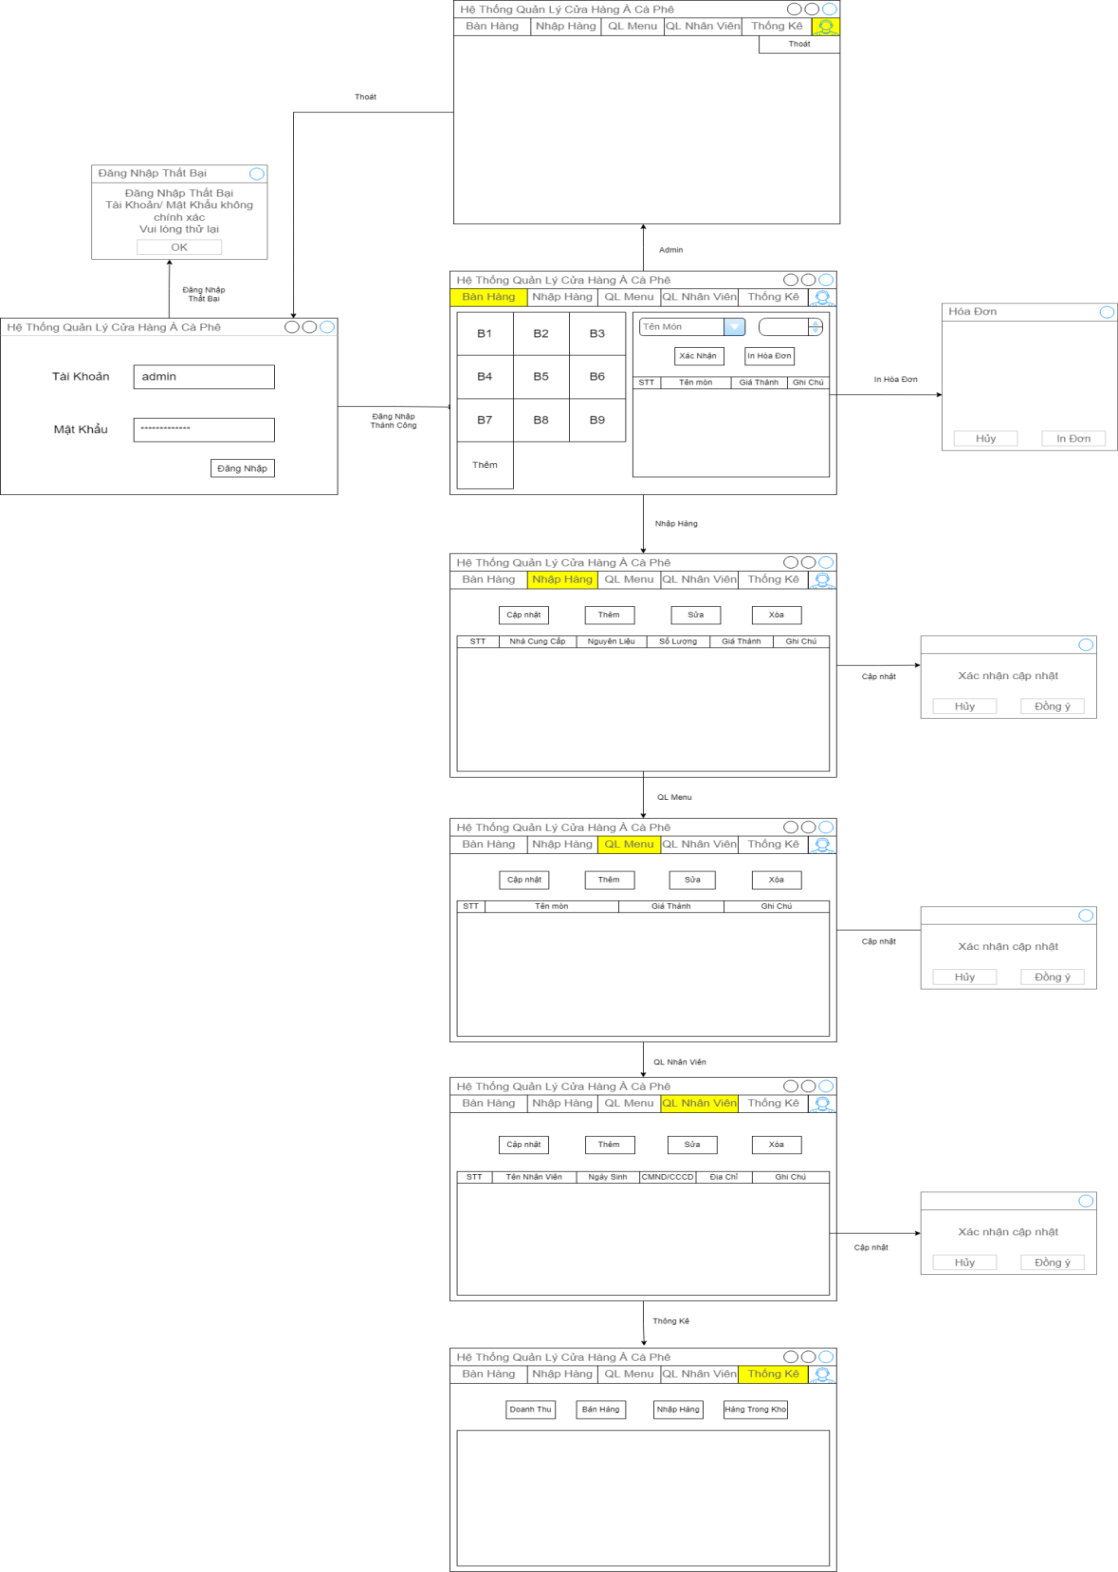 Hệ Thống Quản Lý Cửa Hàng À Cà Phê
Bàn Hàng Nhập Hàng QL Menu QL Nhân Viên Thống Kê
Thoát
Thoát
Đăng Nhập Thất Bại
Đăng Nhập Thất Bại
Tài Khoản/ Mật Khẩu không
chính xác
Vui lòng thử lại
OK
Admin
Đăng Nhập
Thất Bại
Hệ Thống Quản Lý Cửa Hàng À Cà Phê
Tài Khoản admin
Mật Khẩu -------------
Đăng Nhập
Đăng Nhập
Thành Công
Hệ Thống Quản Lý Cửa Hàng À Cà Phê
Bàn Hàng Nhập Hàng QL Menu QL Nhân Viên Thống Kê
B1 B2 B3
B4 B5 B6
B7 B8 B9
Thêm
Tên Món
Xác Nhận In Hòa Đơn
STT Tên mòn Giá Thành Ghi Chú
In Hòa Đơn
Hóa Đơn
Hủy In Đơn
Nhập Hàng
Hệ Thống Quản Lý Cửa Hàng À Cà Phê
Bàn Hàng Nhập Hàng QL Menu QL Nhân Viên Thống Kê
Cập nhật Thêm Sửa Xóa
STT Nhà Cung Cấp Nguyên Liệu Số Lượng Giá Thành Ghi Chú
Cập nhật
Xác nhận cập nhật
Hủy Đồng ý
QL Menu
Hệ Thống Quản Lý Cửa Hàng À Cà Phê
Bàn Hàng Nhập Hàng QL Menu QL Nhân Viên Thống Kê
Cập nhật Thêm Sửa Xóa
STT Tên mòn Giá Thành Ghi Chú
Cập nhật
Xác nhận cập nhật
Hủy Đồng ý
QL Nhân Viên
Hệ Thống Quản Lý Cửa Hàng À Cà Phê
Bàn Hàng Nhập Hàng QL Menu QL Nhân Viên Thống Kê
Cập nhật Thêm Sửa Xóa
STT Tên Nhân Viên Ngày Sinh CMND/CCCD Địa Chỉ Ghi Chú
Cập nhật
Xác nhận cập nhật
Hủy Đồng ý
Thống Kê
Hệ Thống Quản Lý Cửa Hàng À Cà Phê
Bàn Hàng Nhập Hàng QL Menu QL Nhân Viên Thống Kê
Doanh Thu Bán Hàng Nhập Hàng Hàng Trong Kho